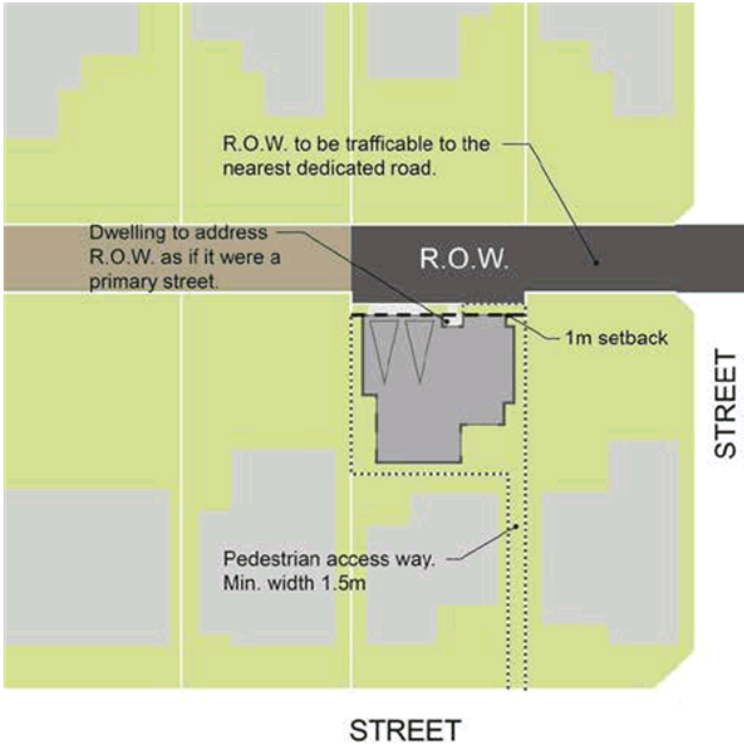 R.O.W. to be trafficable to the
nearest dedicated road.
Dwelling to address
R.O.W. as if it were a
primary street.
R.O.W.
1m setback
STREET
Pedestrian access way.
Min. width 1.5m
STREET